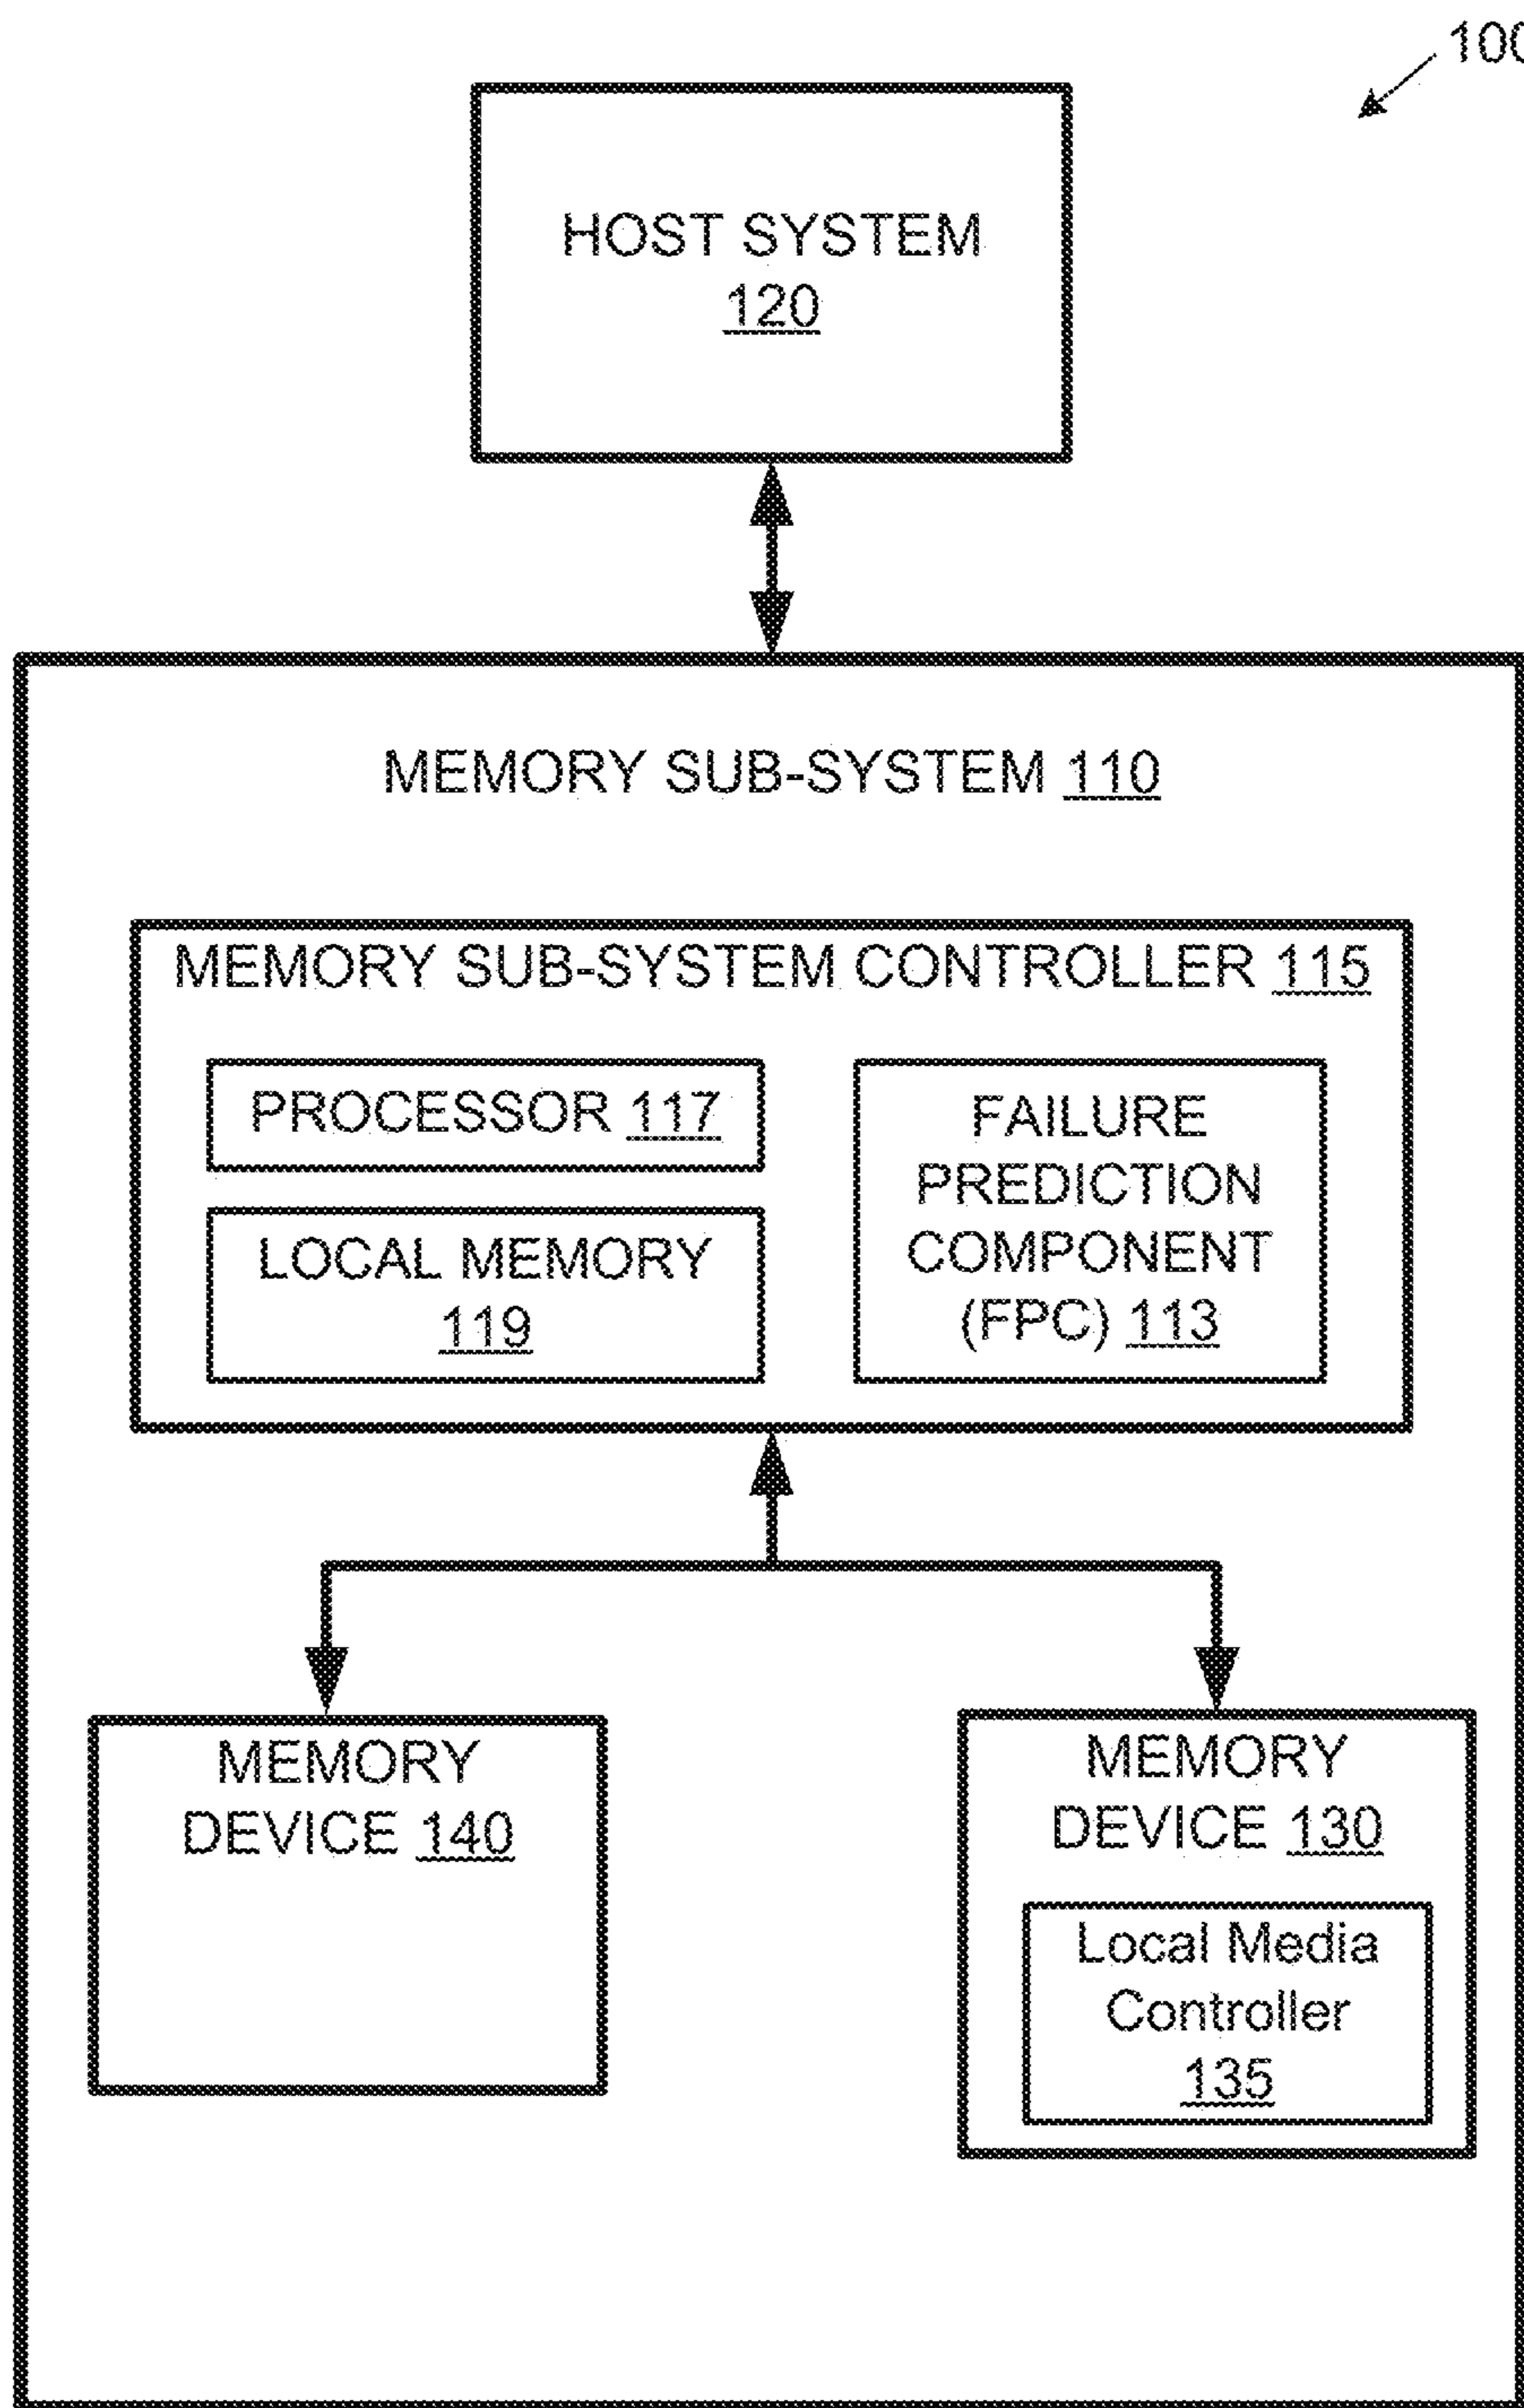 100
HOST SYSTEM
120
MEMORY SUB-SYSTEM 110
MEMORY SUB-SYSTEM CONTROLLER 115
PROCESSOR 117
LOCAL MEMORY
119
FAILURE
PREDICTION
COMPONENT
(FPC) 113
MEMORY
DEVICE 140
MEMORY
DEVICE 130
Local Media
Controller
135